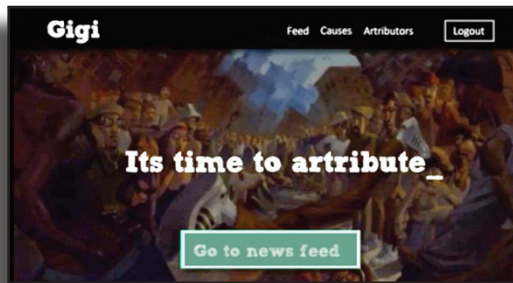 Gigi Feed Causes Artributors Logout
Its time to artribute_
Go to news feed